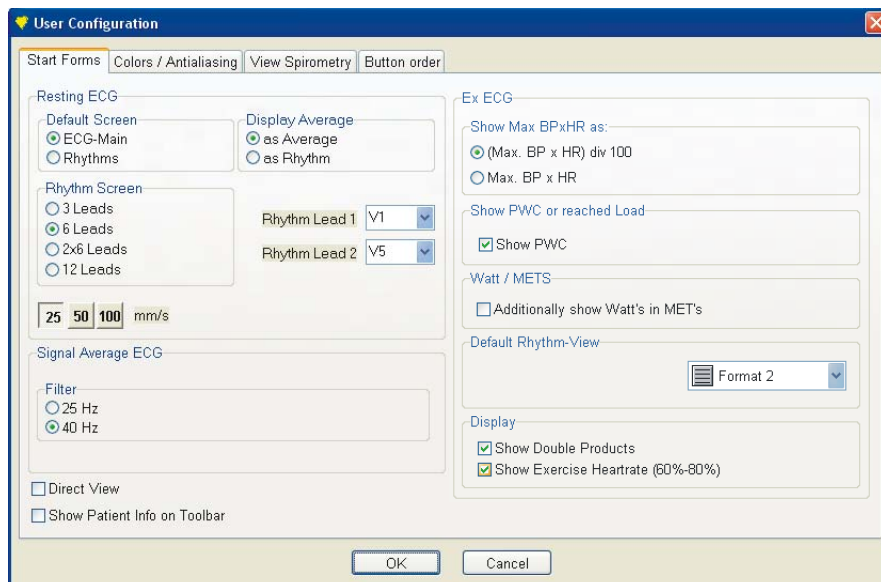 User Configuration
Start Forms
Colors / Antialiasing
View Spirometry
Button order
Resting ECG
Default Screen
ECG-Main
Rhythms
Display Average
as Average
as Rhythm
Rhythm Screen
3 Leads
6 Leads
2x6 Leads
12 Leads
Rhythm Lead 1 V1
Rhythm Lead 2 V5
25 50 100 mm/s
Signal Average ECG
Filter
25 Hz
40 Hz
Direct View
Show Patient Info on Toolbar
Ex ECG
Show Max BPxHR as:
(Max. BP x HR) div 100
Max. BP x HR
Show PWC or reached Load
Show PWC
Watt / METS
Additionally show Watt's in MET's
Default Rhythm-View
Format 2
Display
Show Double Products
Show Exercise Heartrate (60%-80%)
OK
Cancel